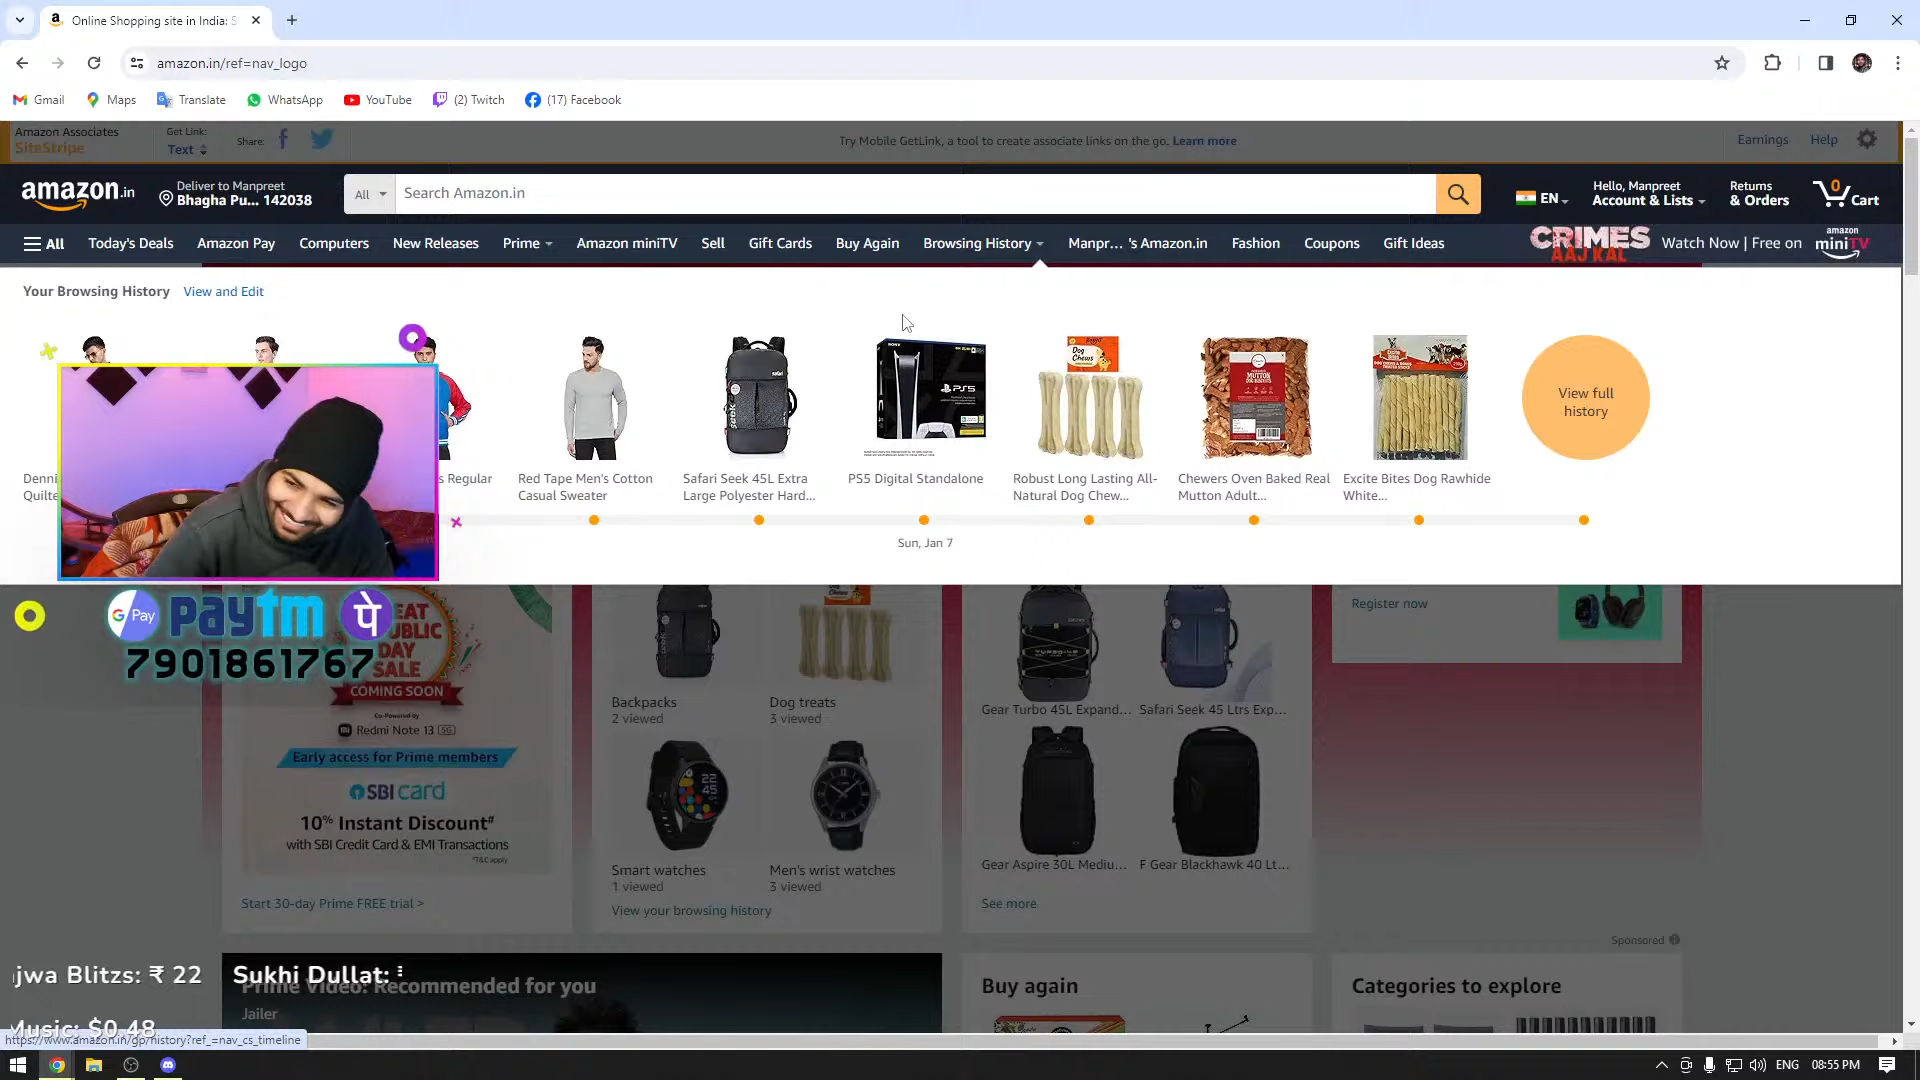 Online Shopping site in India: S
amazon.in/ref=nav_logo
Gmail
Maps
Translate
WhatsApp
YouTube
(2) Twitch
(17) Facebook
Amazon Associates
SiteStripe
Get Link:
Text
Share:
Try Mobile GetLink, a tool to create associate links on the go. Learn more
Earnings
Help
amazon.in
Deliver to Manpreet
Bhagha Pu... 142038
All
Search Amazon.in
EN
Hello, Manpreet
Account & Lists
Returns
& Orders
0
Cart
All
Today's Deals
Amazon Pay
Computers
New Releases
Prime
Amazon miniTV
Sell
Gift Cards
Buy Again
Browsing History
Manpr... 's Amazon.in
Fashion
Coupons
Gift Ideas
CRIMES
AAJ KAL
Watch Now | Free on
amazon
miniTV
Your Browsing History
View and Edit
PS5
Dog
Chews
View full
history
s Regular
Red Tape Men's Cotton
Casual Sweater
Safari Seek 45L Extra
Large Polyester Hard...
PS5 Digital Standalone
Robust Long Lasting All-
Natural Dog Chew...
Chewers Oven Baked Real
Mutton Adult...
Excite Bites Dog Rawhide
White...
Sun, Jan 7
G Pay
paytm
पे
7901861767
DAY
SALE
COMING SOON
Co-Powered by
Redmi Note 13 5G
Early access for Prime members
SBI card
10% Instant Discount#
with SBI Credit Card & EMI Transactions
*T&C apply
Start 30-day Prime FREE trial >
Backpacks
2 viewed
Dog treats
3 viewed
Smart watches
1 viewed
Men's wrist watches
3 viewed
View your browsing history
Gear Turbo 45L Expand...
Safari Seek 45 Ltrs Exp...
Gear Aspire 30L Mediu...
F Gear Blackhawk 40 Lt...
See more
Register now
Sponsored
jwa Blitzs: ₹ 22
Sukhi Dullat:
Music: $0.48
Prime Video: Recommended for you
Jailer
Buy again
Categories to explore
https://www.amazon.in/gp/history?ref_=nav_cs_timeline
ENG
08:55 PM